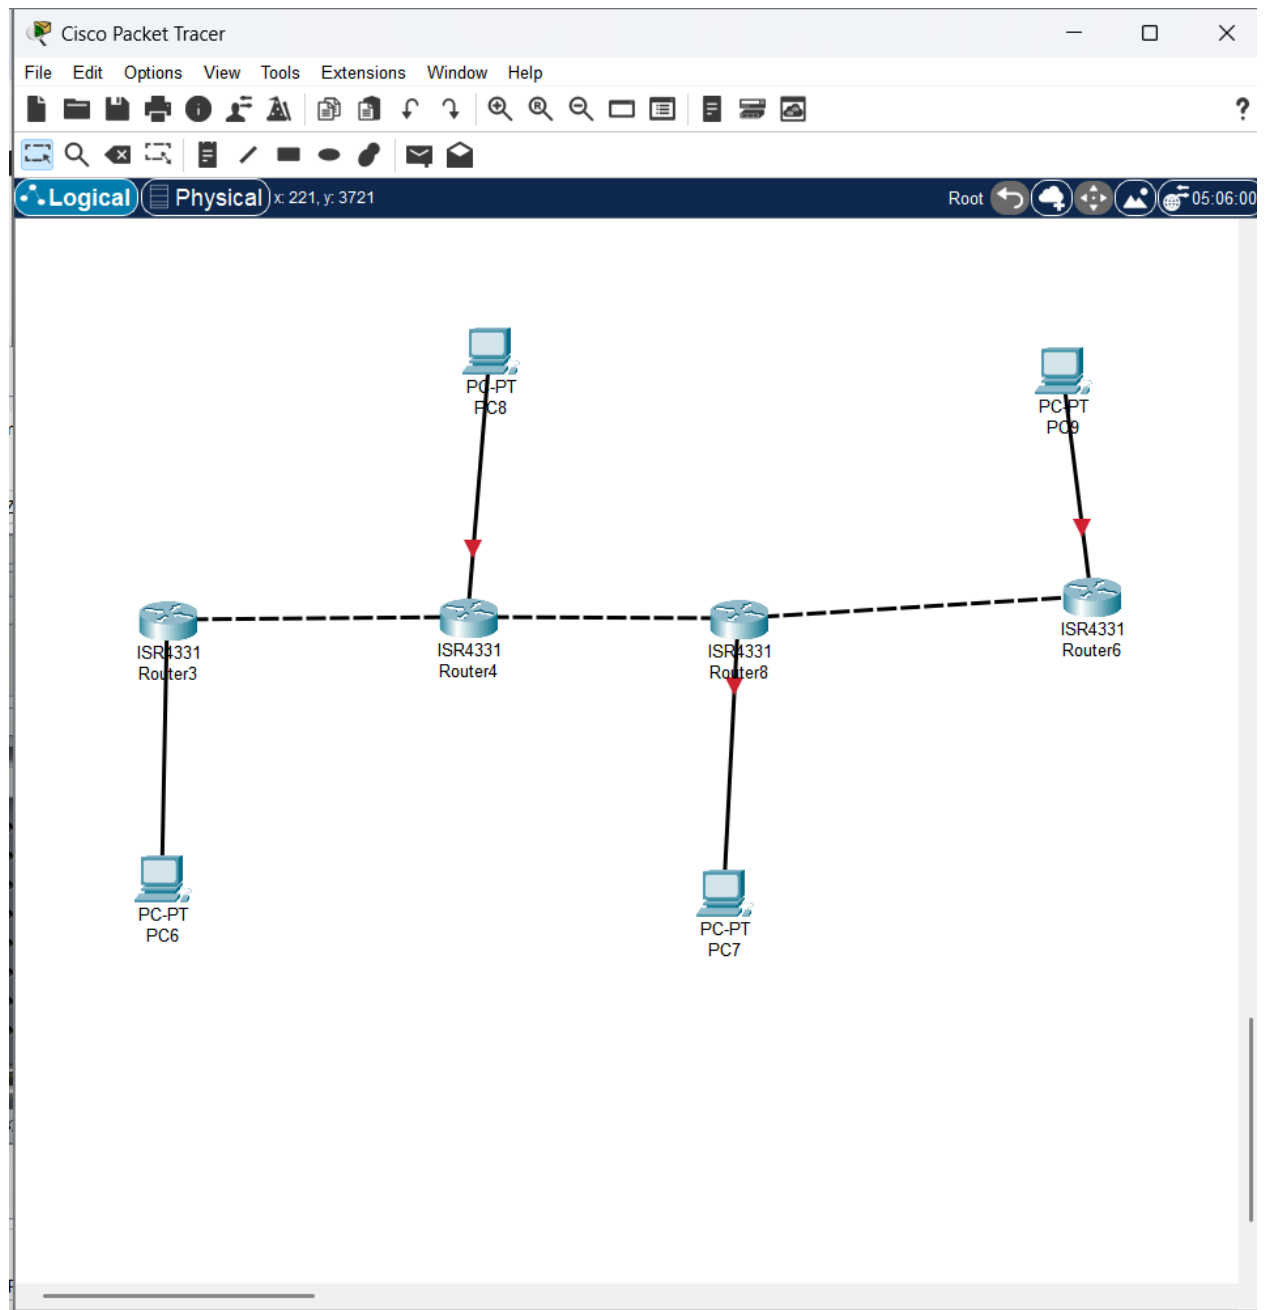 Cisco Packet Tracer
File Edit Options View Tools Extensions Window Help
Logical Physical x: 221, y: 3721 Root 05:06:00
PC-PT
PC8
PC-PT
PC9
ISR4331
Router3
ISR4331
Router4
ISR4331
Router8
ISR4331
Router6
PC-PT
PC6
PC-PT
PC7